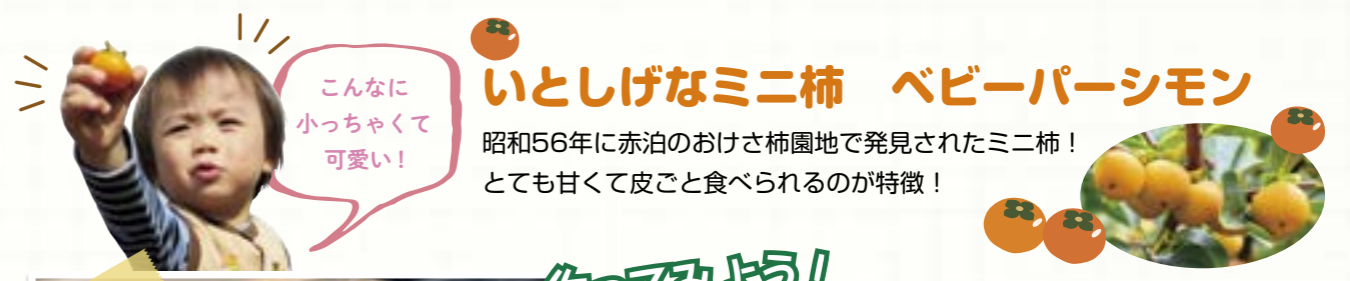 こんなに
小っちゃくて
可愛い！
いとしげなミニ柿　ベビーパーシモン
昭和56年に赤泊のおけさ柿園地で発見されたミニ柿！
とても甘くて皮ごと食べられるのが特徴！